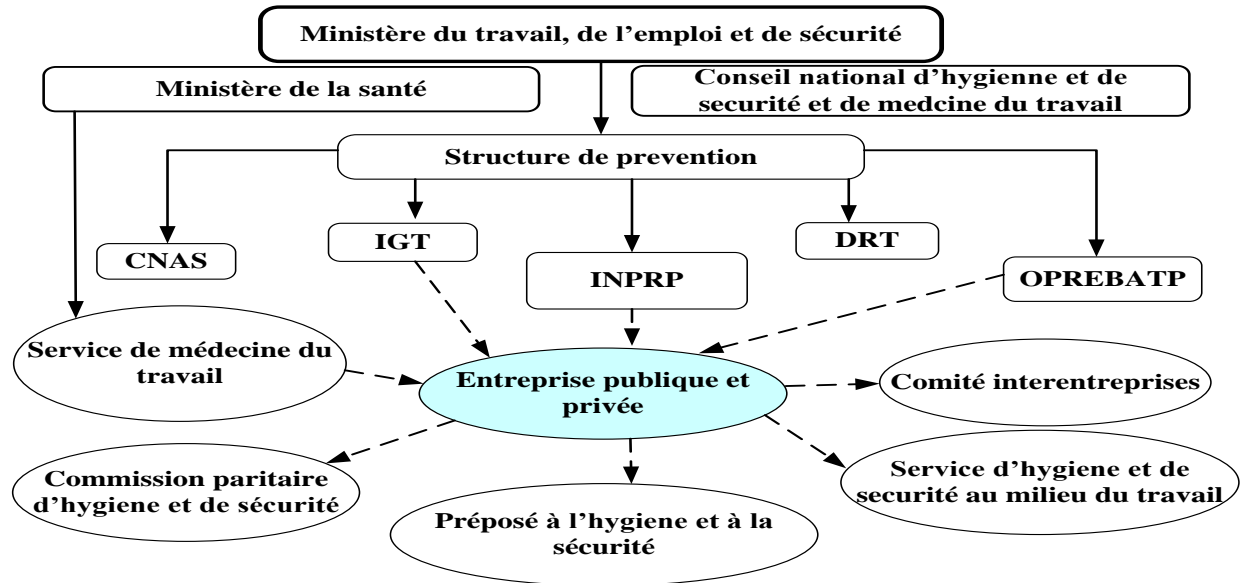 Ministère du travail, de l'emploi et de sécurité
Ministère de la santé
Conseil national d'hygienne et de
securité et de medcine du travail
Structure de prevention
CNAS
IGT
INPRP
DRT
OPREBATP
Service de médecine du
travail
Entreprise publique et
privée
Comité interentreprises
Commission paritaire
d'hygiene et de sécurité
Préposé à l'hygiene et à la
sécurité
Service d'hygiene et de
securité au milieu du travail